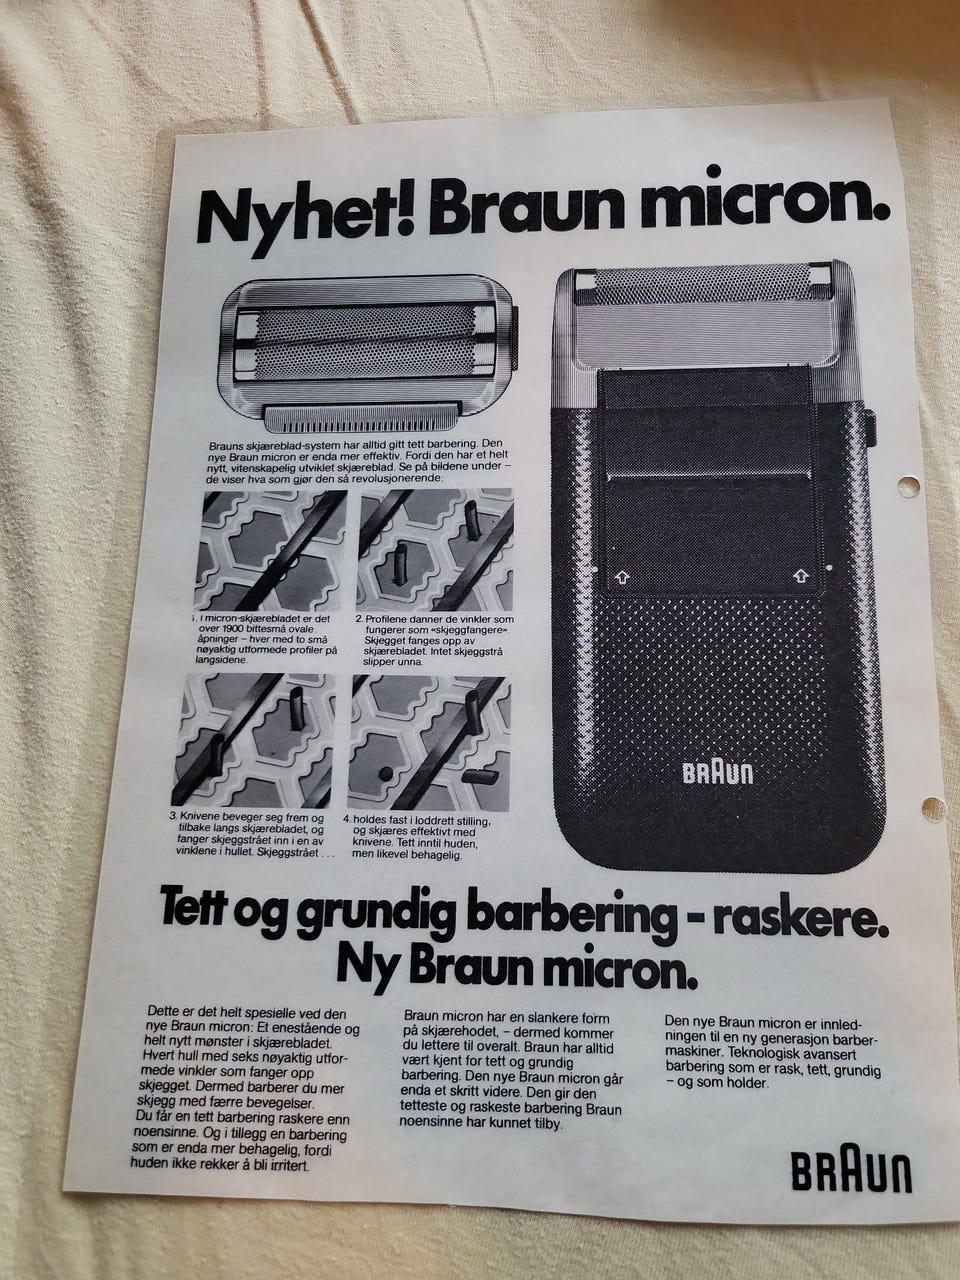 Nyhet! Braun micron.
Brauns skjæreblad-system har alltid gitt tett barbering. Den
nye Braun micron er enda mer effektiv. Fordi den har et helt
nytt, vitenskapelig utviklet skjæreblad. Se på bildene under –
de viser hva som gjør den så revolusjonerende:
1. I micron-skjærebladet er det
over 1900 bittesmå ovale
åpninger – hver med to små
nøyaktig utformede profiler på
langsidene.
2. Profilene danner de vinkler som
fungerer som «skjeggfangere».
Skjegget fanges opp av
skjærebladet. Intet skjeggstrå
slipper unna.
3. Knivene beveger seg frem og
tilbake langs skjærebladet, og
fanger skjeggstrået inn i en av
vinklene i hullet. Skjeggstrået . . .
4. holdes fast i loddrett stilling,
og skjæres effektivt med
knivene. Tett inntil huden,
men likevel behagelig.
BRAUN
Tett og grundig barbering – raskere.
Ny Braun micron.
Dette er det helt spesielle ved den
nye Braun micron: Et enestående og
helt nytt mønster i skjærebladet.
Hvert hull med seks nøyaktig utfor-
mede vinkler som fanger opp
skjegget. Dermed barberer du mer
skjegg med færre bevegelser.
Du får en tett barbering raskere enn
noensinne. Og i tillegg en barbering
som er enda mer behagelig, fordi
huden ikke rekker å bli irritert.
Braun micron har en slankere form
på skjærehodet, – dermed kommer
du lettere til overalt. Braun har alltid
vært kjent for tett og grundig
barbering. Den nye Braun micron går
enda et skritt videre. Den gir den
tetteste og raskeste barbering Braun
noensinne har kunnet tilby.
Den nye Braun micron er innled-
ningen til en ny generasjon barber-
maskiner. Teknologisk avansert
barbering som er rask, tett, grundig
– og som holder.
BRAUN